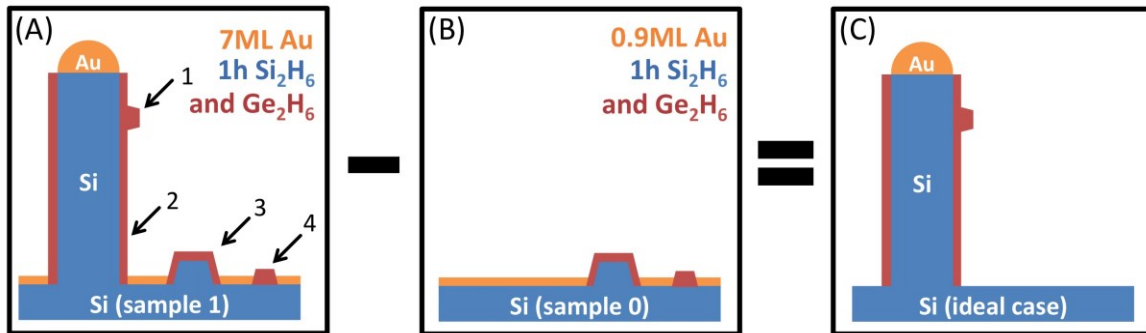 (A)
7ML Au
1h Si₂H₆
and Ge₂H₆
Au
1
Si
2
3
4
Si (sample 1)
(B)
0.9ML Au
1h Si₂H₆
and Ge₂H₆
Si (sample 0)
(C)
Au
Si
Si (ideal case)